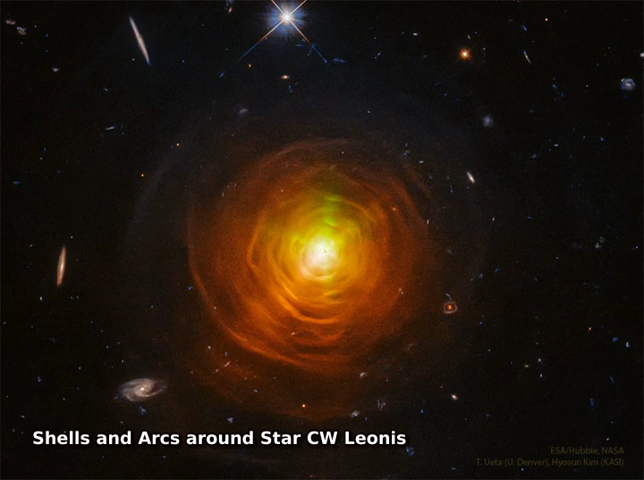 Shells and Arcs around Star CW Leonis
ESA/Hubble, NASA
T. Ueta (U. Denver), Hyosun Kim (KASI)